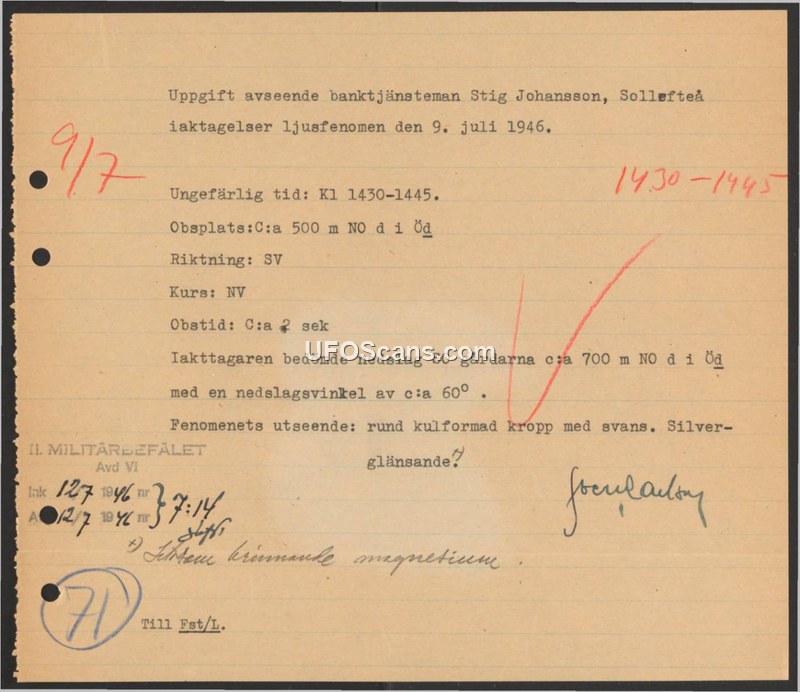 Uppgift avseende banktjänsteman Stig Johansson, Sollefteå
iaktagelser ljusfenomen den 9. juli 1946.
9/7
1430-1445
Ungefärlig tid: Kl 1430-1445.
Obsplats:C:a 500 m NO d i Öd
Riktning: SV
Kurs: NV
Obstid: C:a 2 sek
Iakttagaren bedömde nedslag gårdarna c:a 700 m NO d i Öd
UFOScans.com
med en nedslagsvinkel av c:a 60° .
Fenomenets utseende: rund kulformad kropp med svans. Silver-
glänsande.*)
II. MILITÄRBEFÄLET
Avd VI
Ink 12/7 1946 nr
12/7 1946 nr } 7:14
*) brinnande magnesium.
71
Till Fst/L.